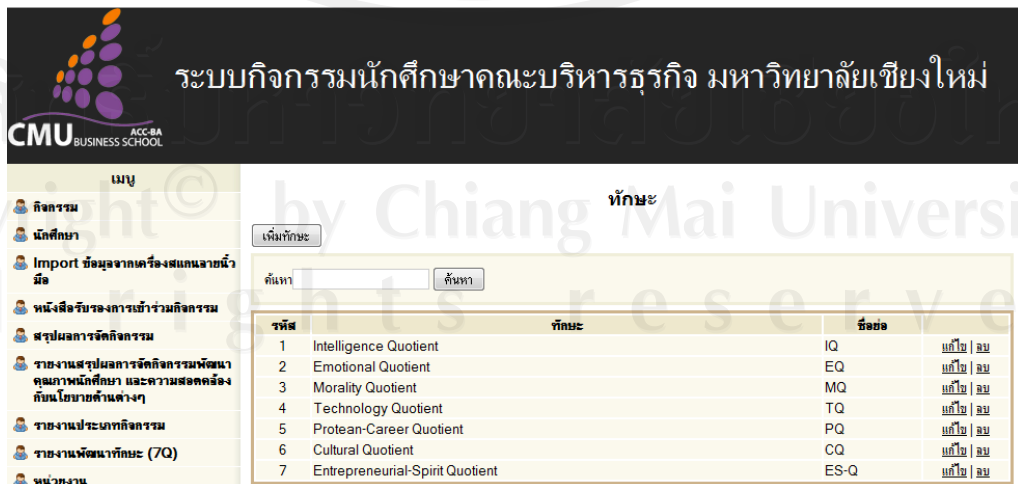 ระบบกิจกรรมนักศึกษาคณะบริหารธุรกิจ มหาวิทยาลัยเชียงใหม่
CMU BUSINESS SCHOOL ACC-BA
เมนู
กิจกรรม
นักศึกษา
Import ข้อมูลจากเครื่องสแกนลายนิ้ว
มือ
หนังสือรับรองการเข้าร่วมกิจกรรม
สรุปผลการจัดกิจกรรม
รายงานสรุปผลการจัดกิจกรรมพัฒนา
คุณภาพนักศึกษา และความสอดคล้อง
กับนโยบายด้านต่างๆ
รายงานประเภทกิจกรรม
รายงานพัฒนาทักษะ (7Q)
หน่วยงาน
ทักษะ
เพิ่มทักษะ
ค้นหา ค้นหา
รหัส ทักษะ ชื่อย่อ
1 Intelligence Quotient IQ แก้ไข | ลบ
2 Emotional Quotient EQ แก้ไข | ลบ
3 Morality Quotient MQ แก้ไข | ลบ
4 Technology Quotient TQ แก้ไข | ลบ
5 Protean-Career Quotient PQ แก้ไข | ลบ
6 Cultural Quotient CQ แก้ไข | ลบ
7 Entrepreneurial-Spirit Quotient ES-Q แก้ไข | ลบ
right © by Chiang Mai Universi
rights reserve